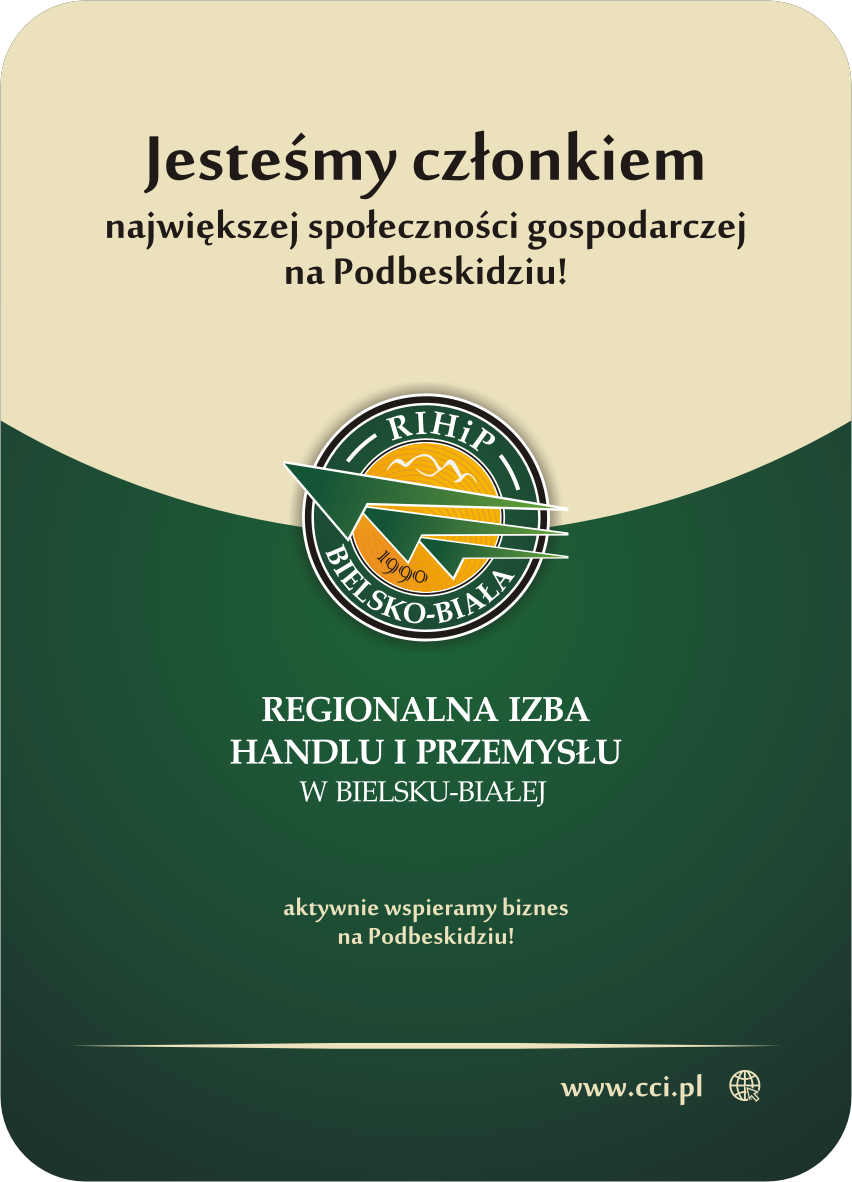 Jesteśmy członkiem
największej społeczności gospodarczej
na Podbeskidziu!
RIHiP
1990
BIELSKO-BIAŁA
REGIONALNA IZBA
HANDLU I PRZEMYSŁU
W BIELSKU-BIAŁEJ
aktywnie wspieramy biznes
na Podbeskidziu!
www.cci.pl